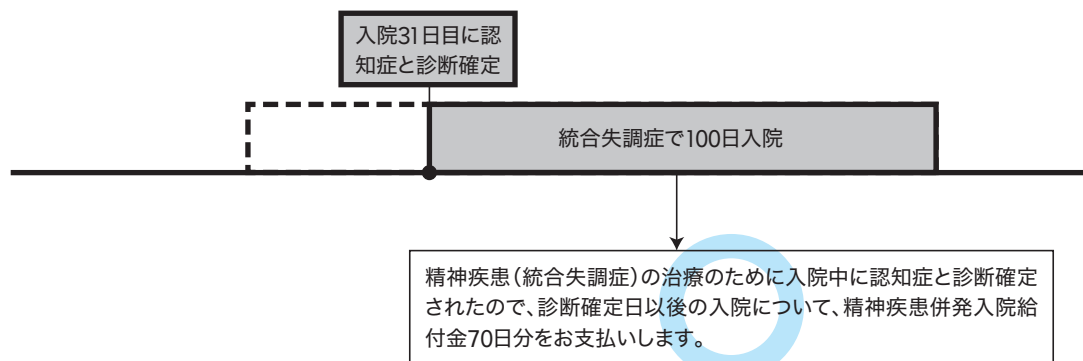 入院31日目に認
知症と診断確定
統合失調症で100日入院
精神疾患(統合失調症)の治療のために入院中に認知症と診断確定
されたので、診断確定日以後の入院について、精神疾患併発入院給
付金70日分をお支払いします。